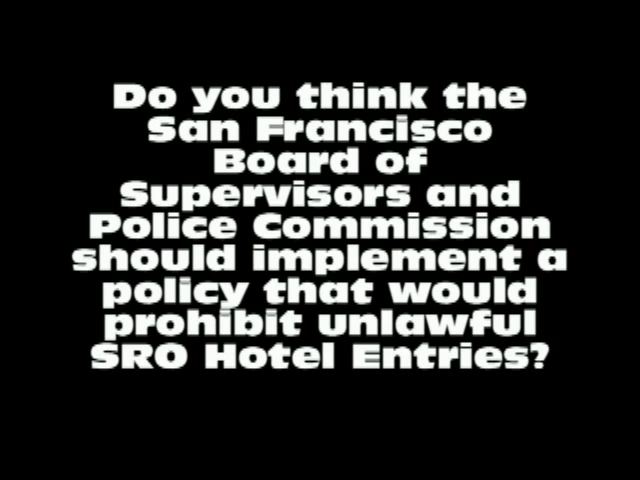 Do you think the
San Francisco
Board of
Supervisors and
Police Commission
should implement a
policy that would
prohibit unlawful
SRO Hotel Entries?